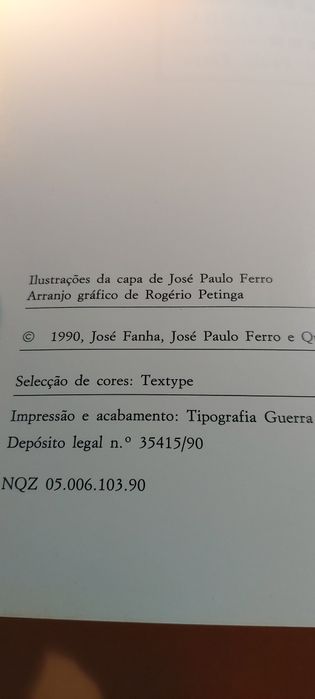 Ilustrações da capa de José Paulo Ferro
Arranjo gráfico de Rogério Petinga
© 1990, José Fanha, José Paulo Ferro e
Selecção de cores: Textype
Impressão e acabamento: Tipografia Guerra
Depósito legal n.º 35415/90
NQZ 05.006.103.90